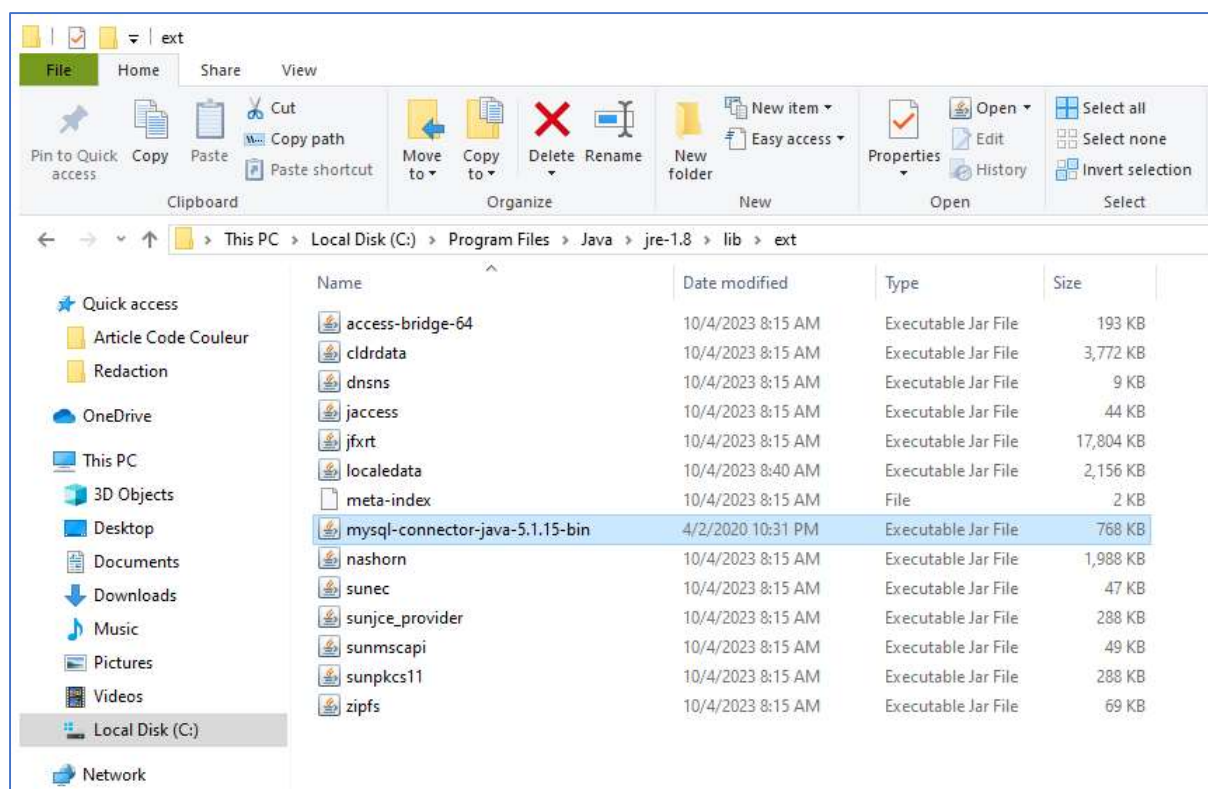 ext
File Home Share View
Pin to Quick access
Copy
Paste
Cut
Copy path
Paste shortcut
Clipboard
Move to
Copy to
Delete
Rename
Organize
New folder
New item
Easy access
New
Properties
Open
Edit
History
Open
Select all
Select none
Invert selection
Select
This PC > Local Disk (C:) > Program Files > Java > jre-1.8 > lib > ext
Quick access
Article Code Couleur
Redaction
OneDrive
This PC
3D Objects
Desktop
Documents
Downloads
Music
Pictures
Videos
Local Disk (C:)
Network
Name Date modified Type Size
access-bridge-64 10/4/2023 8:15 AM Executable Jar File 193 KB
cldrdata 10/4/2023 8:15 AM Executable Jar File 3,772 KB
dnsns 10/4/2023 8:15 AM Executable Jar File 9 KB
jaccess 10/4/2023 8:15 AM Executable Jar File 44 KB
jfxrt 10/4/2023 8:15 AM Executable Jar File 17,804 KB
localedata 10/4/2023 8:40 AM Executable Jar File 2,156 KB
meta-index 10/4/2023 8:15 AM File 2 KB
mysql-connector-java-5.1.15-bin 4/2/2020 10:31 PM Executable Jar File 768 KB
nashorn 10/4/2023 8:15 AM Executable Jar File 1,988 KB
sunec 10/4/2023 8:15 AM Executable Jar File 47 KB
sunjce_provider 10/4/2023 8:15 AM Executable Jar File 288 KB
sunmscapi 10/4/2023 8:15 AM Executable Jar File 49 KB
sunpkcs11 10/4/2023 8:15 AM Executable Jar File 288 KB
zipfs 10/4/2023 8:15 AM Executable Jar File 69 KB